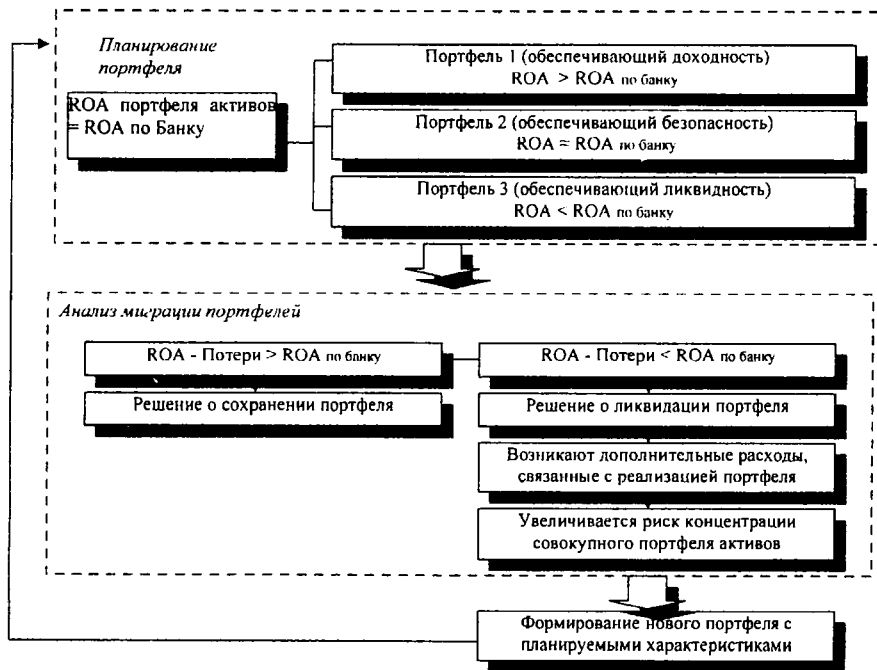 Планирование
портфеля
ROA портфеля активов
= ROA по Банку
Портфель 1 (обеспечивающий доходность)
ROA > ROA по банку
Портфель 2 (обеспечивающий безопасность)
ROA = ROA по банку
Портфель 3 (обеспечивающий ликвидность)
ROA < ROA по банку
Анализ миграции портфелей
ROA - Потери > ROA по банку
Решение о сохранении портфеля
ROA - Потери < ROA по банку
Решение о ликвидации портфеля
Возникают дополнительные расходы,
связанные с реализацией портфеля
Увеличивается риск концентрации
совокупного портфеля активов
Формирование нового портфеля с
планируемыми характеристиками